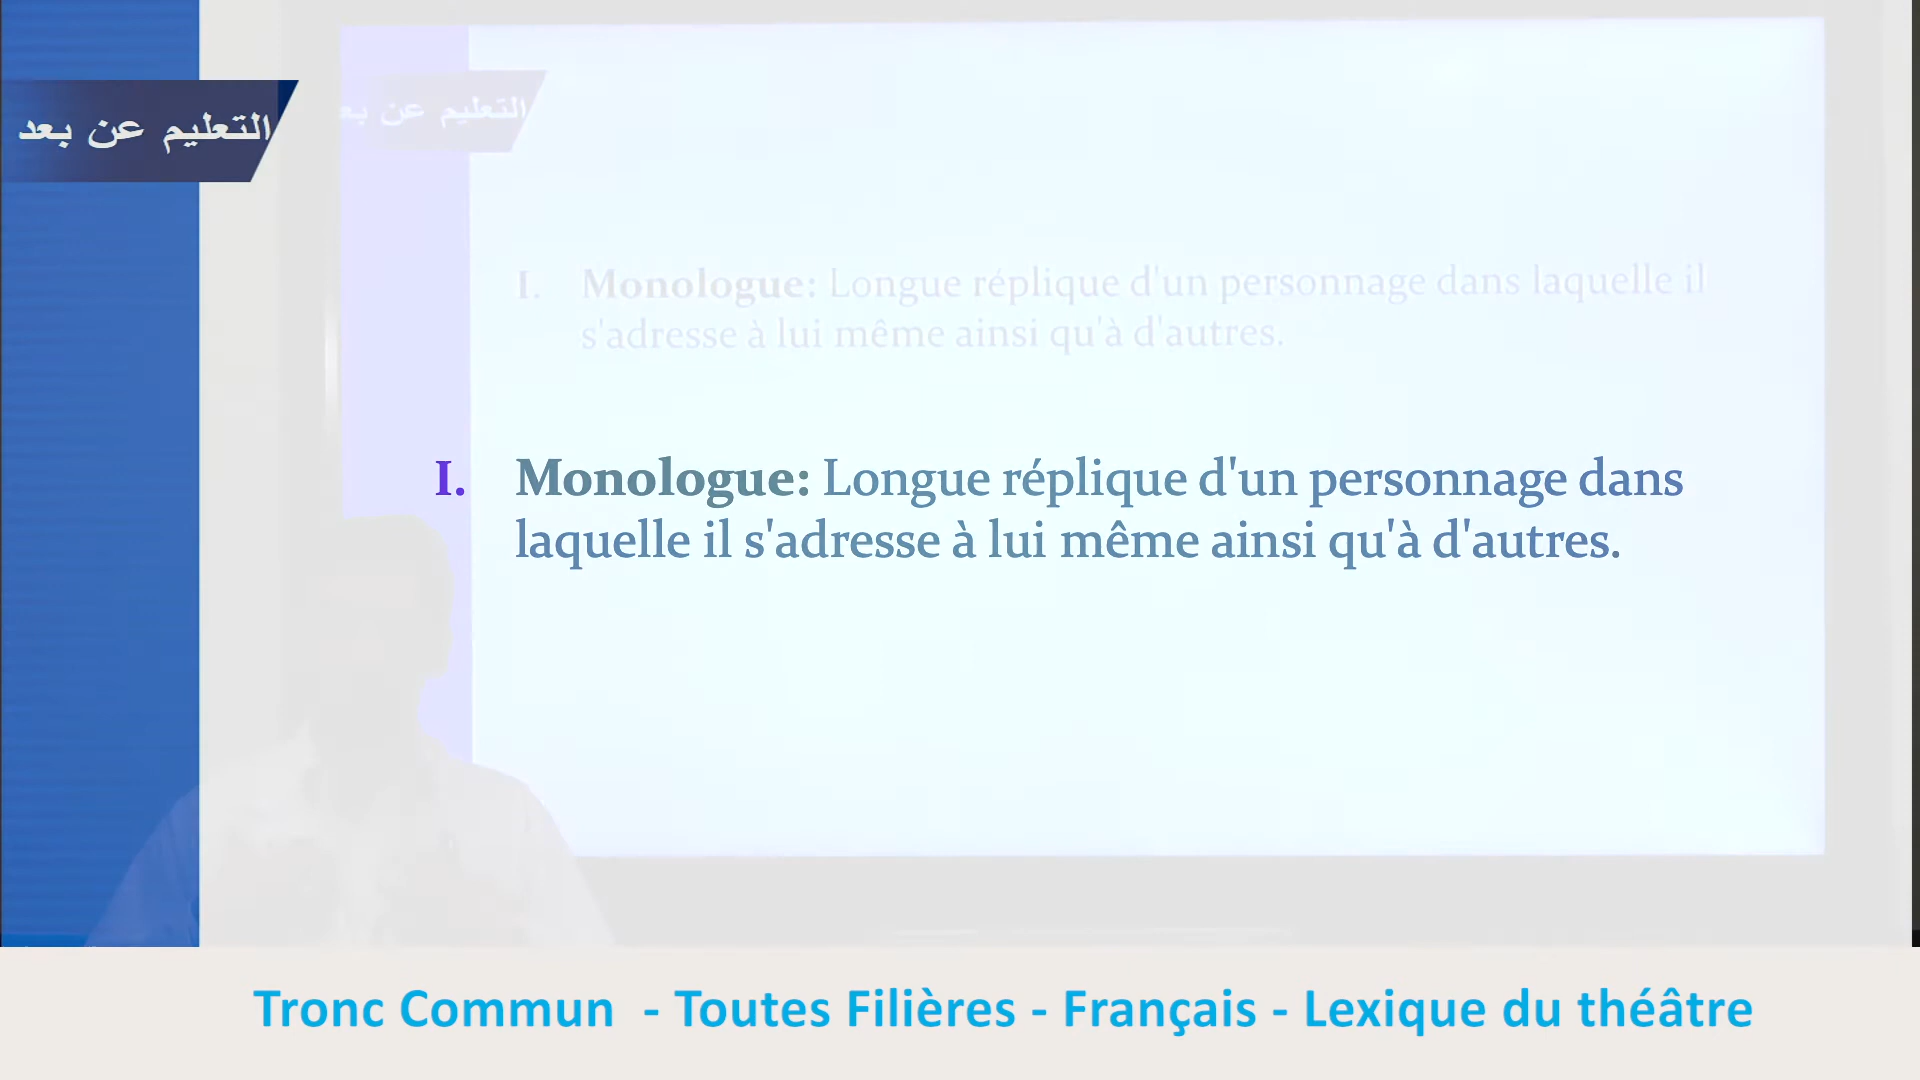 التعليم عن بعد
التعليم عن بع
I. Monologue: Longue réplique d'un personnage dans laquelle il
s'adresse à lui même ainsi qu'à d'autres.
I. Monologue: Longue réplique d'un personnage dans
laquelle il s'adresse à lui même ainsi qu'à d'autres.
Tronc Commun - Toutes Filières - Français - Lexique du théâtre